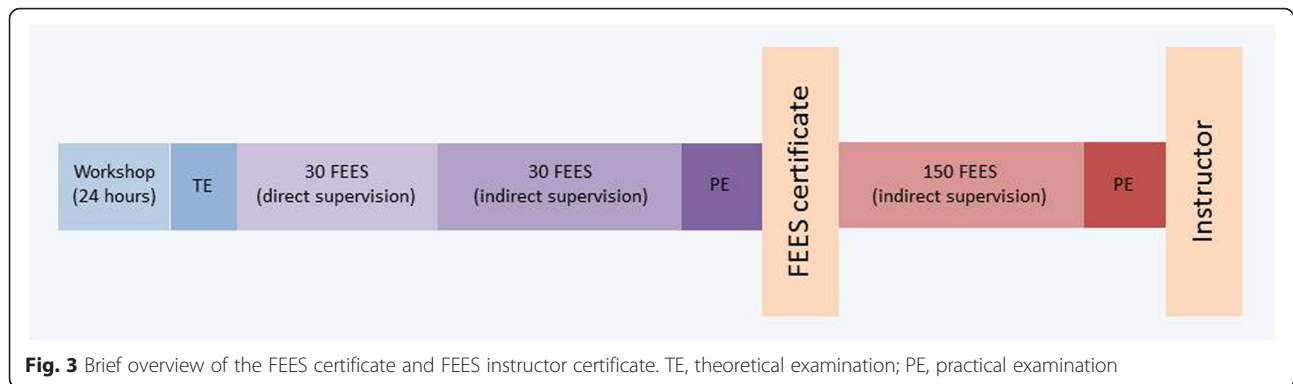 Workshop
(24 hours)
TE
30 FEES
(direct supervision)
30 FEES
(indirect supervision)
PE
FEES certificate
150 FEES
(indirect supervision)
PE
Instructor
Fig. 3 Brief overview of the FEES certificate and FEES instructor certificate. TE, theoretical examination; PE, practical examination